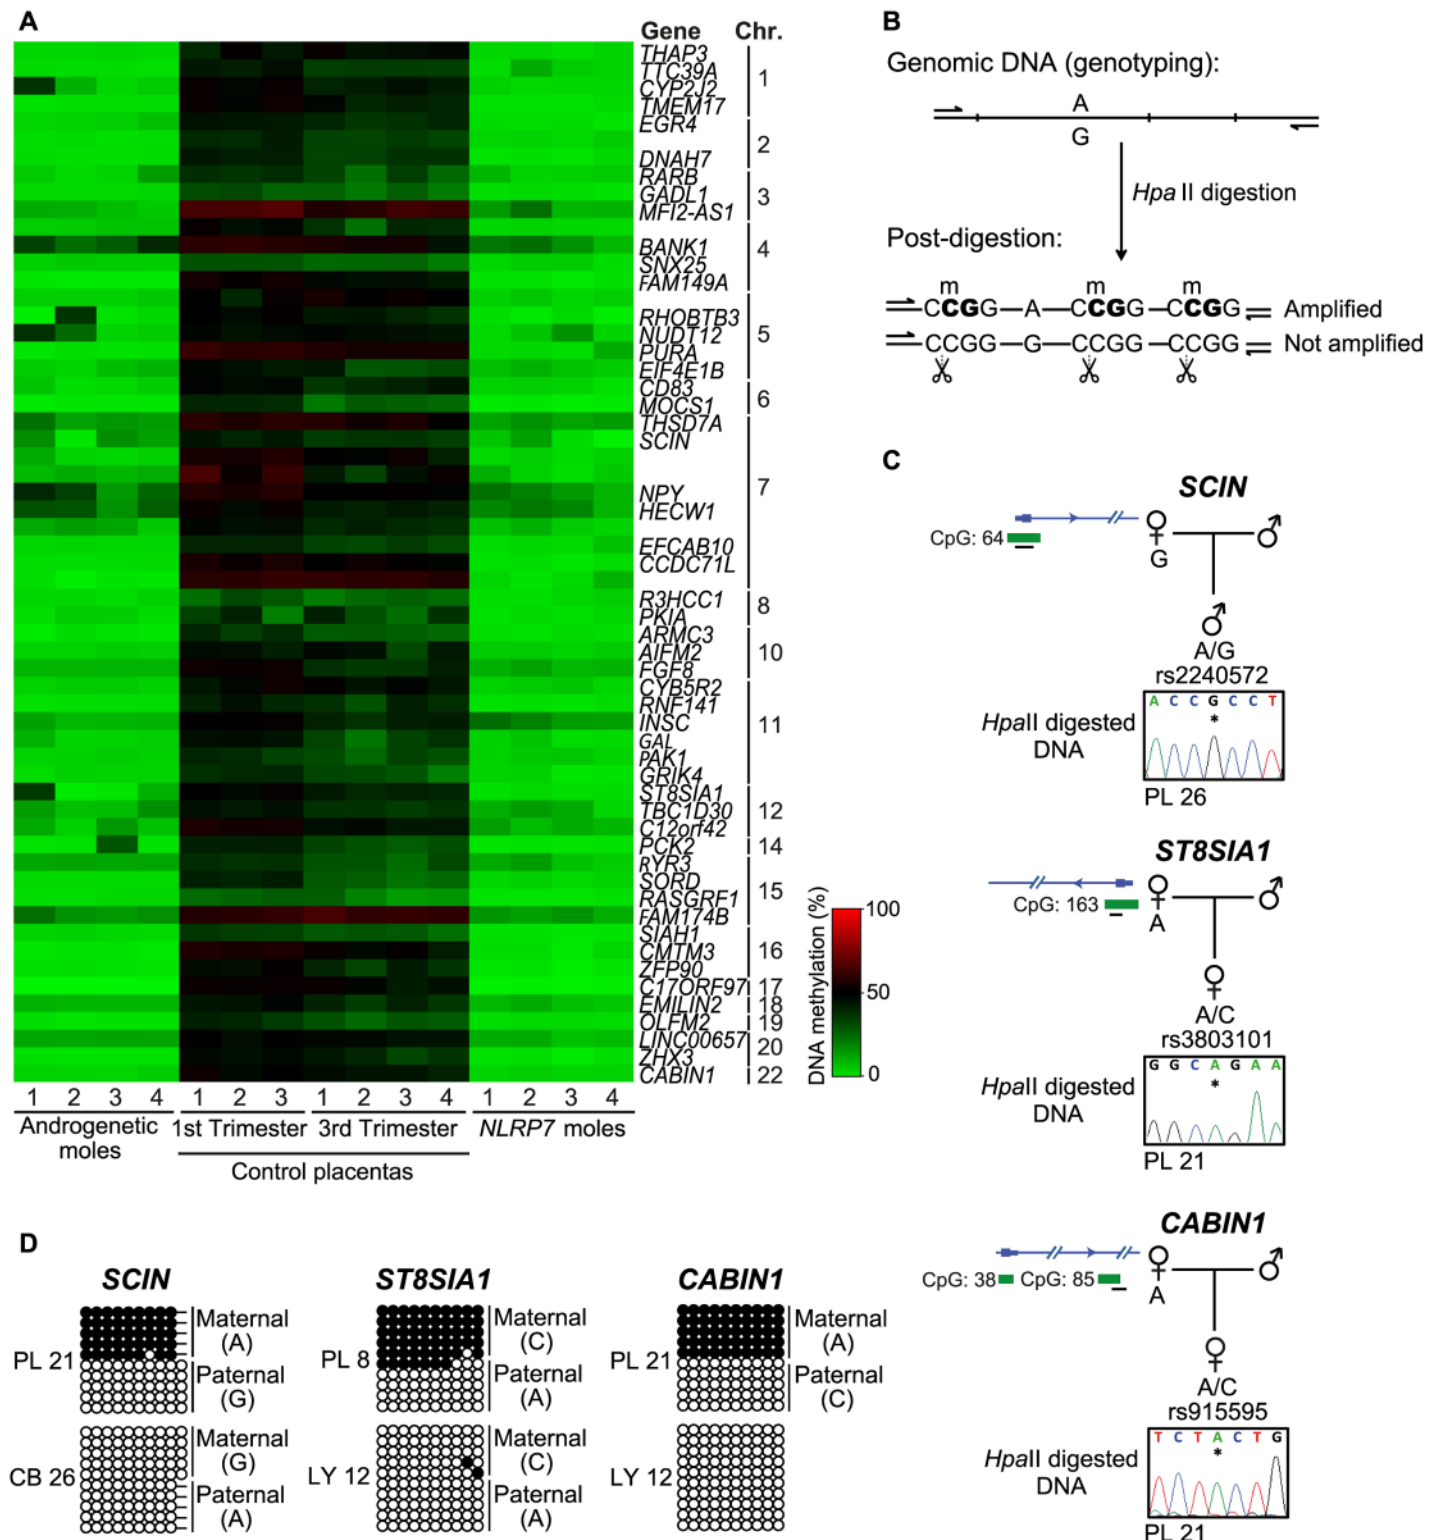 A
Gene Chr.
THAP3
TTC39A
CYP2J2
TMEM17
1
EGR4
DNAH7
2
RARB
GADL1
MFI2-AS1
3
BANK1
SNX25
FAM149A
4
RHOBTB3
NUDT12
PURA
EIF4E1B
5
CD83
MOCS1
6
THSD7A
SCIN
NPY
HECW1
EFCAB10
CCDC71L
7
R3HCC1
PKIA
8
ARMC3
AIFM2
FGF8
10
CYB5R2
RNF141
INSC
GAL
PAK1
GRIK4
11
ST8SIA1
TBC1D30
C12orf42
12
PCK2
14
RYR3
SORD
RASGRF1
FAM174B
15
SIAH1
CMTM3
ZFP90
16
C17ORF97 17
EMILIN2 18
OLFM2 19
LINC00657
ZHX3
20
CABIN1 22
DNA methylation (%)
100
50
0
1 2 3 4 1 2 3 1 2 3 4 1 2 3 4
Androgenetic moles
1st Trimester 3rd Trimester
NLRP7 moles
Control placentas
B
Genomic DNA (genotyping):
A
G
Hpa II digestion
Post-digestion:
m m m
CCGG A CCGG CCGG Amplified
CCGG G CCGG CCGG Not amplified
C
SCIN
CpG: 64
G
A/G
rs2240572
HpaII digested
DNA
A C C G C C T
*
PL 26
ST8SIA1
CpG: 163
A
A/C
rs3803101
HpaII digested
DNA
G G C A G A A
*
PL 21
CABIN1
CpG: 38 CpG: 85
A
A/C
rs915595
HpaII digested
DNA
T C T A C T G
*
PL 21
D
SCIN ST8SIA1 CABIN1
PL 21
Maternal
(A)
Paternal
(G)
PL 8
Maternal
(C)
Paternal
(A)
PL 21
Maternal
(A)
Paternal
(C)
CB 26
Maternal
(G)
Paternal
(A)
LY 12
Maternal
(C)
Paternal
(A)
LY 12